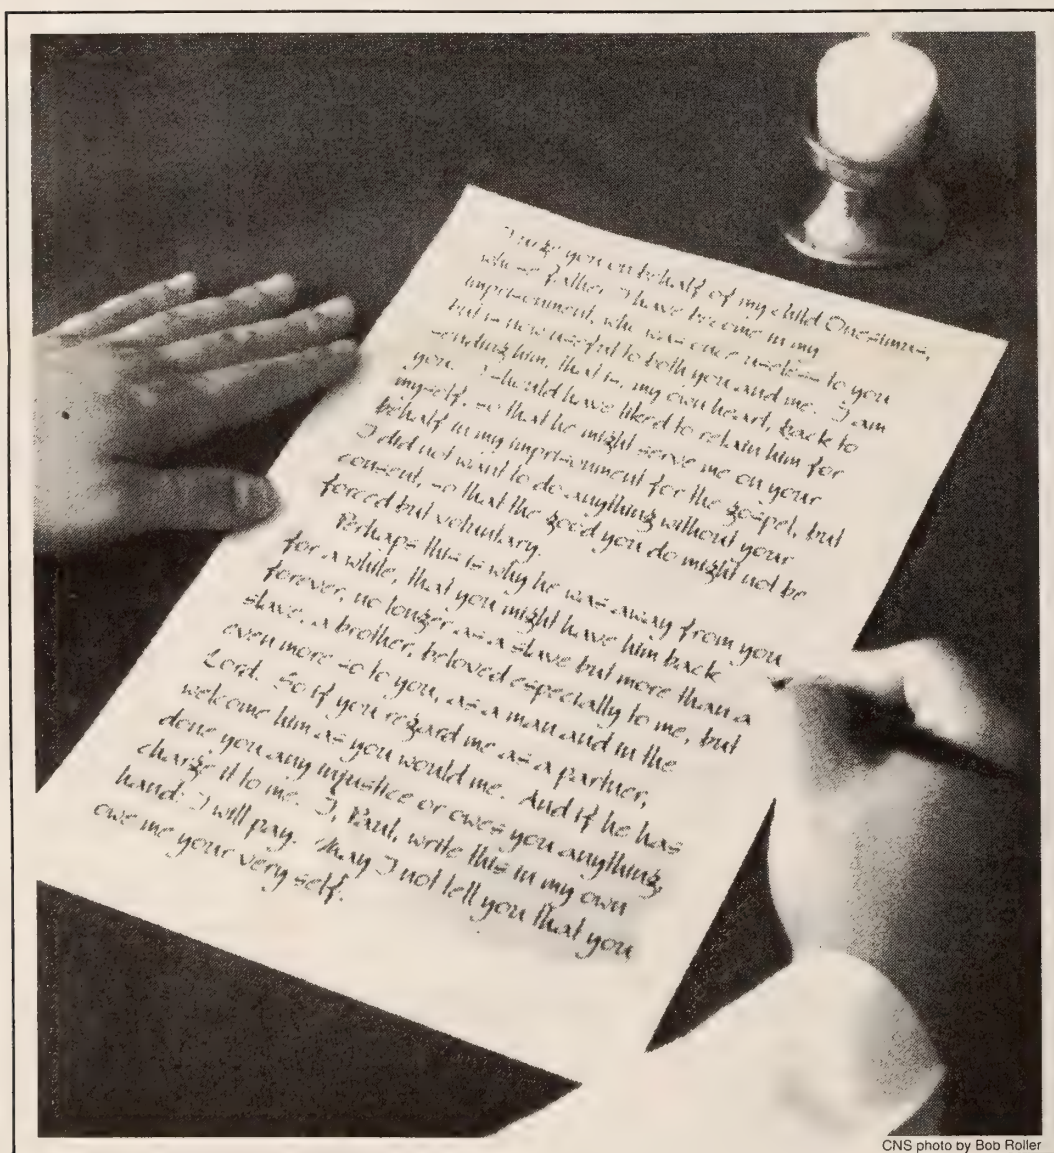 I urge you on behalf of my child Onesimus,
whose father I have become in my
imprisonment, who was once useless to you
but is now useful to both you and me. I am
sending him, that is, my own heart, back to
you. I should have liked to retain him for
myself, so that he might serve me on your
behalf in my imprisonment for the gospel, but
I did not want to do anything without your
consent, so that the good you do might not be
forced but voluntary.
Perhaps this is why he was away from you
for a while, that you might have him back
forever, no longer as a slave but more than a
slave, a brother, beloved especially to me, but
even more so to you, as a man and in the
Lord. So if you regard me as a partner,
welcome him as you would me. And if he has
done you any injustice or owes you anything,
charge it to me. I, Paul, write this in my own
hand: I will pay. May I not tell you that you
owe me your very self.
CNS photo by Bob Roller